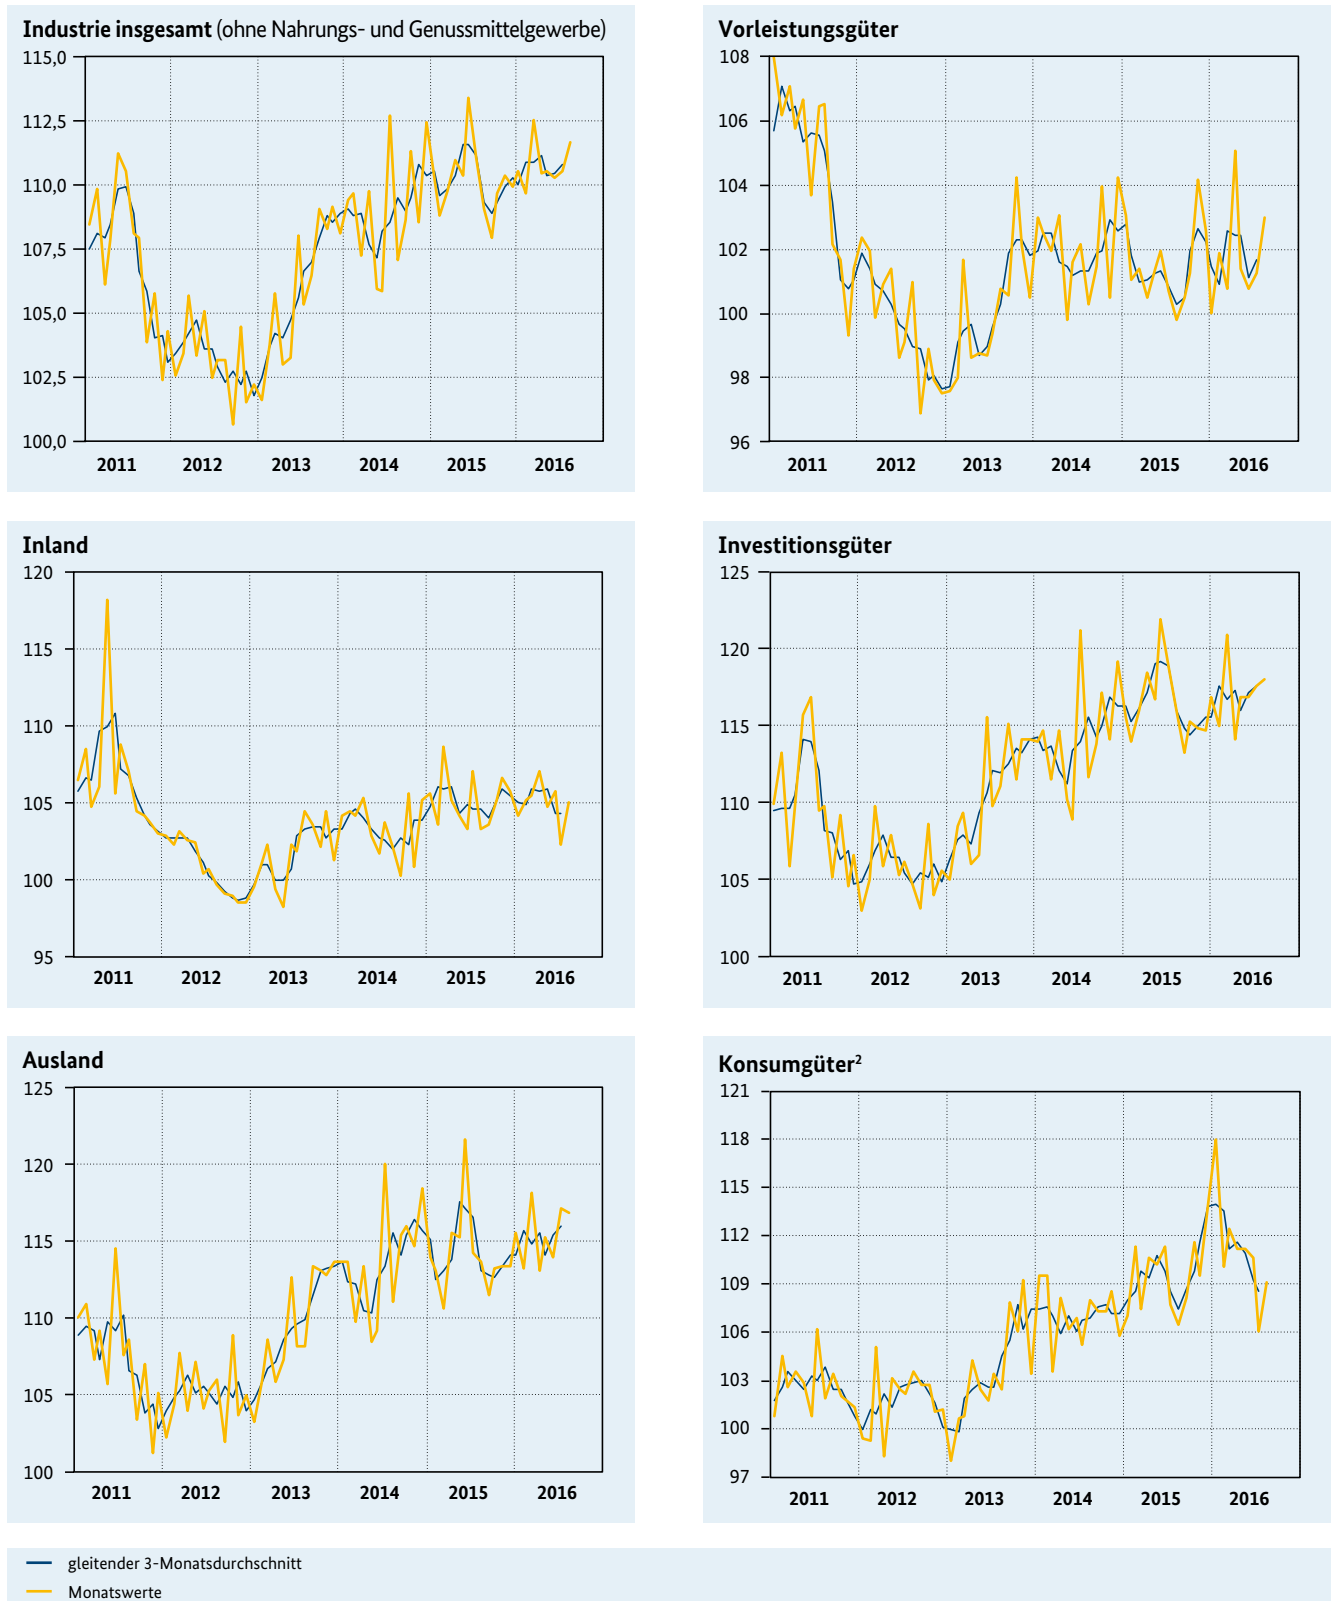 Industrie insgesamt (ohne Nahrungs- und Genussmittelgewerbe)
115,0
112,5
110,0
107,5
105,0
102,5
100,0
2011 2012 2013 2014 2015 2016
Vorleistungsgüter
108
106
104
102
100
98
96
2011 2012 2013 2014 2015 2016
Inland
120
115
110
105
100
95
2011 2012 2013 2014 2015 2016
Investitionsgüter
125
120
115
110
105
100
2011 2012 2013 2014 2015 2016
Ausland
125
120
115
110
105
100
2011 2012 2013 2014 2015 2016
Konsumgüter²
121
118
115
112
109
106
103
100
97
2011 2012 2013 2014 2015 2016
gleitender 3-Monatsdurchschnitt
Monatswerte